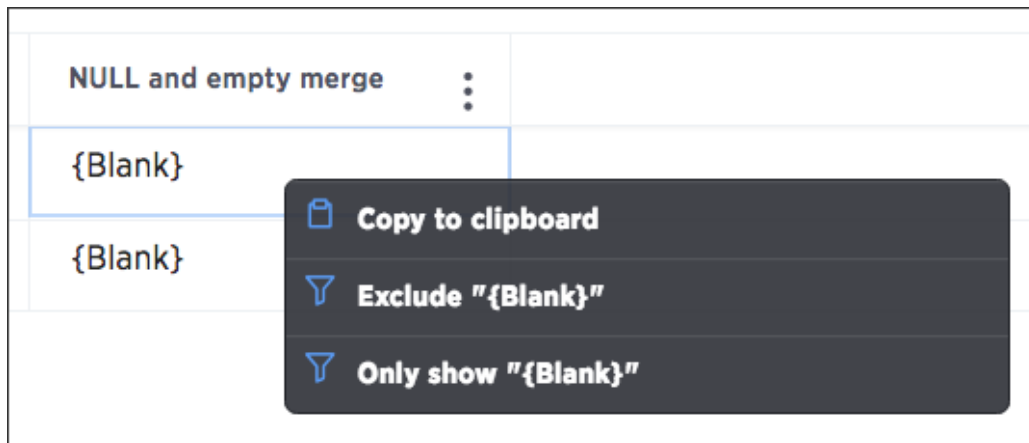 NULL and empty merge
{Blank}
Copy to clipboard
{Blank}
Exclude "{Blank}"
Only show "{Blank}"